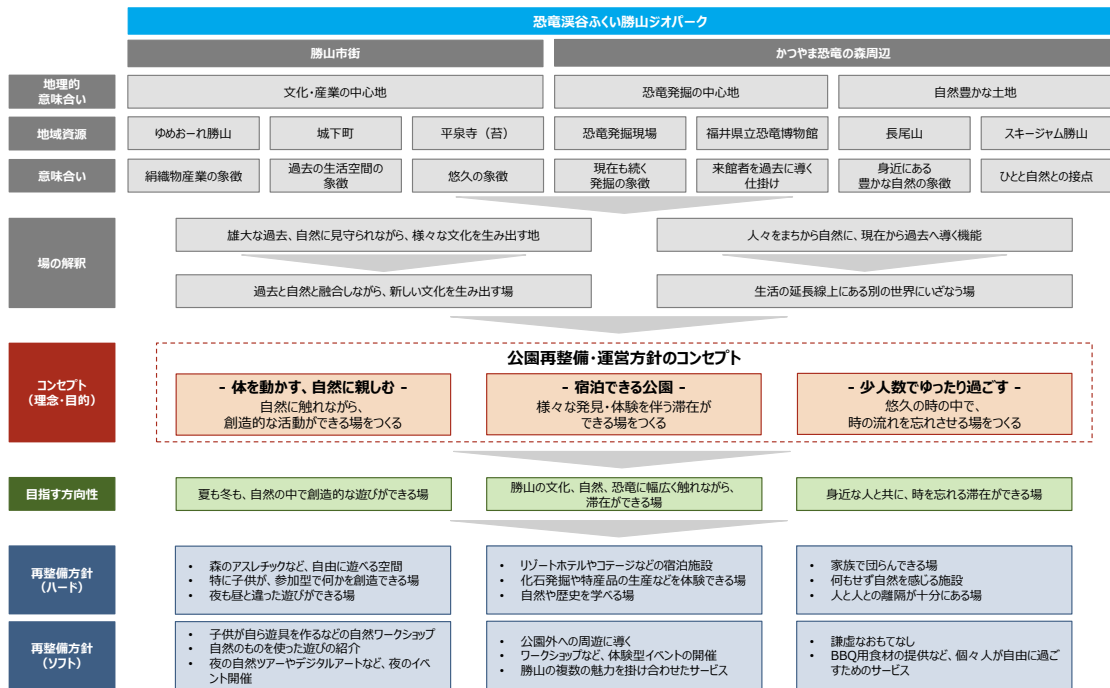 恐竜渓谷ふくい勝山ジオパーク
勝山市街
かつやま恐竜の森周辺
地理的
意味合い
文化・産業の中心地
恐竜発掘の中心地
自然豊かな土地
地域資源
ゆめおーれ勝山
城下町
平泉寺（苔）
恐竜発掘現場
福井県立恐竜博物館
長尾山
スキージャム勝山
意味合い
絹織物産業の象徴
過去の生活空間の
象徴
悠久の象徴
現在も続く
発掘の象徴
来館者を過去に導く
仕掛け
身近にある
豊かな自然の象徴
ひとと自然との接点
場の解釈
雄大な過去、自然に見守られながら、様々な文化を生み出す地
人々をまちから自然に、現在から過去へ導く機能
過去と自然と融合しながら、新しい文化を生み出す場
生活の延長線上にある別の世界にいざなう場
コンセプト
（理念・目的）
公園再整備・運営方針のコンセプト
- 体を動かす、自然に親しむ -
自然に触れながら、
創造的な活動ができる場をつくる
- 宿泊できる公園 -
様々な発見・体験を伴う滞在が
できる場をつくる
- 少人数でゆったり過ごす -
悠久の時の中で、
時の流れを忘れさせる場をつくる
目指す方向性
夏も冬も、自然の中で創造的な遊びができる場
勝山の文化、自然、恐竜に幅広く触れながら、
滞在ができる場
身近な人と共に、時を忘れる滞在ができる場
再整備方針
（ハード）
• 森のアスレチックなど、自由に遊べる空間
• 特に子供が、参加型で何かを創造できる場
• 夜も昼と違った遊びができる場
• リゾートホテルやコテージなどの宿泊施設
• 化石発掘や特産品の生産などを体験できる場
• 自然や歴史を学べる場
• 家族で団らんできる場
• 何もせず自然を感じる施設
• 人と人との離隔が十分にある場
再整備方針
（ソフト）
• 子供が自ら遊具を作るなどの自然ワークショップ
• 自然のものを使った遊びの紹介
• 夜の自然ツアーやデジタルアートなど、夜のイベ
ント開催
• 公園外への周遊に導く
• ワークショップなど、体験型イベントの開催
• 勝山の複数の魅力を掛け合わせたサービス
• 謙虚なおもてなし
• BBQ用食材の提供など、個々人が自由に過ご
すためのサービス